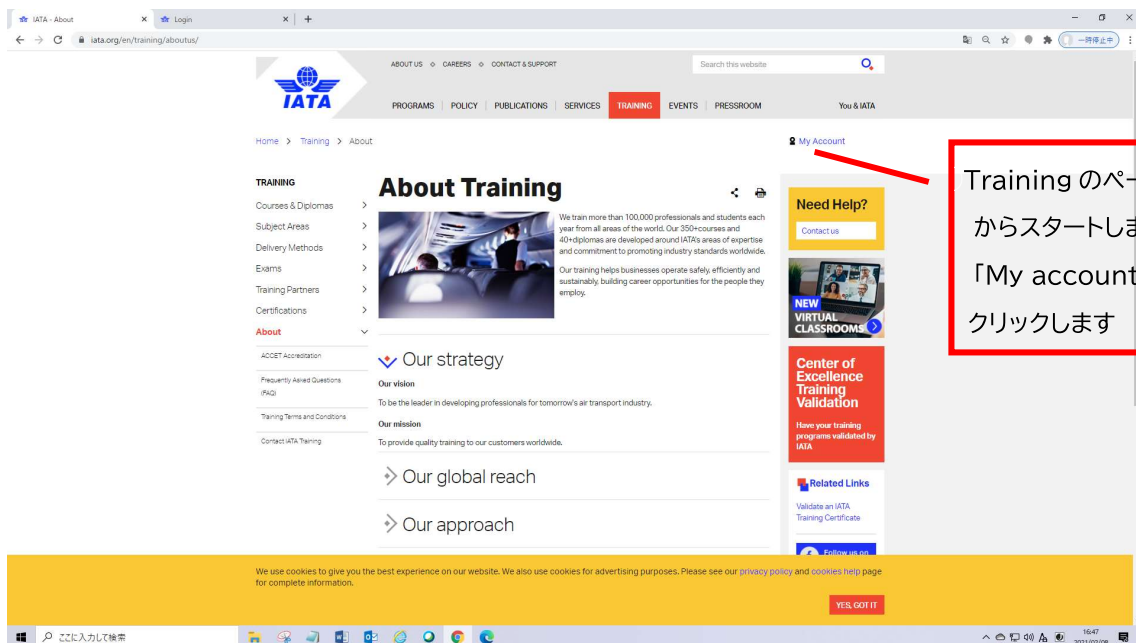 IATA - About
Login
iata.org/en/training/aboutus/
一時停止中
ABOUT US CAREERS CONTACT & SUPPORT
Search this website
IATA
PROGRAMS POLICY PUBLICATIONS SERVICES TRAINING EVENTS PRESSROOM You & IATA
Home > Training > About
My Account
Training のペー
からスタートしま
「My account
クリックします
TRAINING
Courses & Diplomas
Subject Areas
Delivery Methods
Exams
Training Partners
Certifications
About
ACCET Accreditation
Frequently Asked Questions
(FAQ)
Training Terms and Conditions
Contact IATA Training
About Training
We train more than 100,000 professionals and students each
year from all areas of the world. Our 350+courses and
40+diplomas are developed around IATA's areas of expertise
and commitment to promoting industry standards worldwide.
Our training helps businesses operate safely, efficiently and
sustainably, building career opportunities for the people they
employ.
Our strategy
Our vision
To be the leader in developing professionals for tomorrow's air transport industry.
Our mission
To provide quality training to our customers worldwide.
Our global reach
Our approach
Need Help?
Contact us
NEW
VIRTUAL
CLASSROOMS
Center of
Excellence
Training
Validation
Have your training
programs validated by
IATA
Related Links
Validate an IATA
Training Certificate
Follow us on
We use cookies to give you the best experience on our website. We also use cookies for advertising purposes. Please see our privacy policy and cookies help page
for complete information.
YES, GOT IT
ここに入力して検索
16:47
2021/02/08